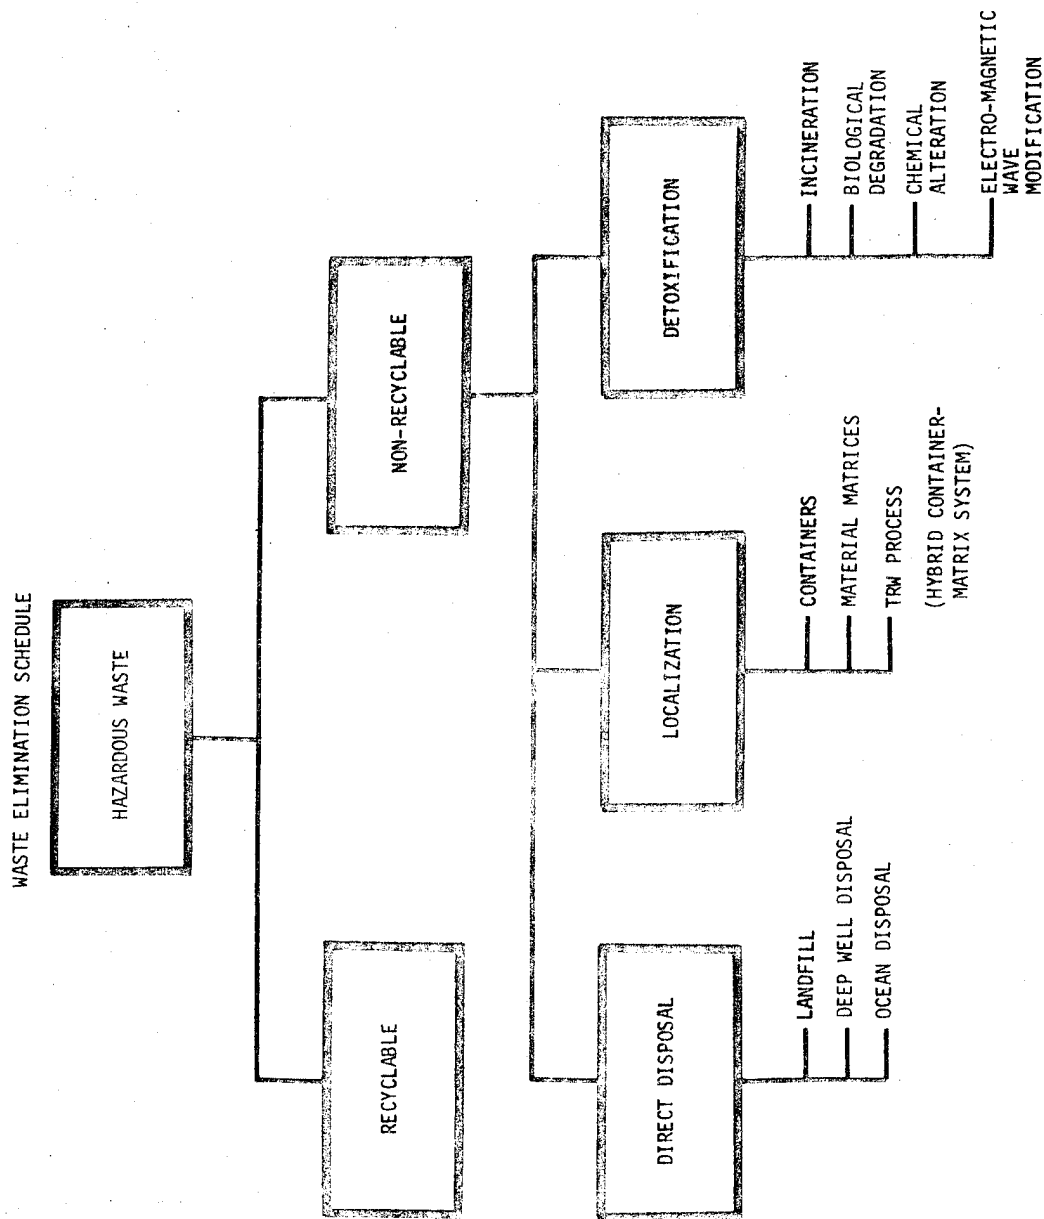 WASTE ELIMINATION SCHEDULE
HAZARDOUS WASTE
RECYCLABLE
NON-RECYCLABLE
DIRECT DISPOSAL
LOCALIZATION
DETOXIFICATION
LANDFILL
DEEP WELL DISPOSAL
OCEAN DISPOSAL
CONTAINERS
MATERIAL MATRICES
TRW PROCESS
(HYBRID CONTAINER-
MATRIX SYSTEM)
INCINERATION
BIOLOGICAL
DEGRADATION
CHEMICAL
ALTERATION
ELECTRO-MAGNETIC
WAVE
MODIFICATION